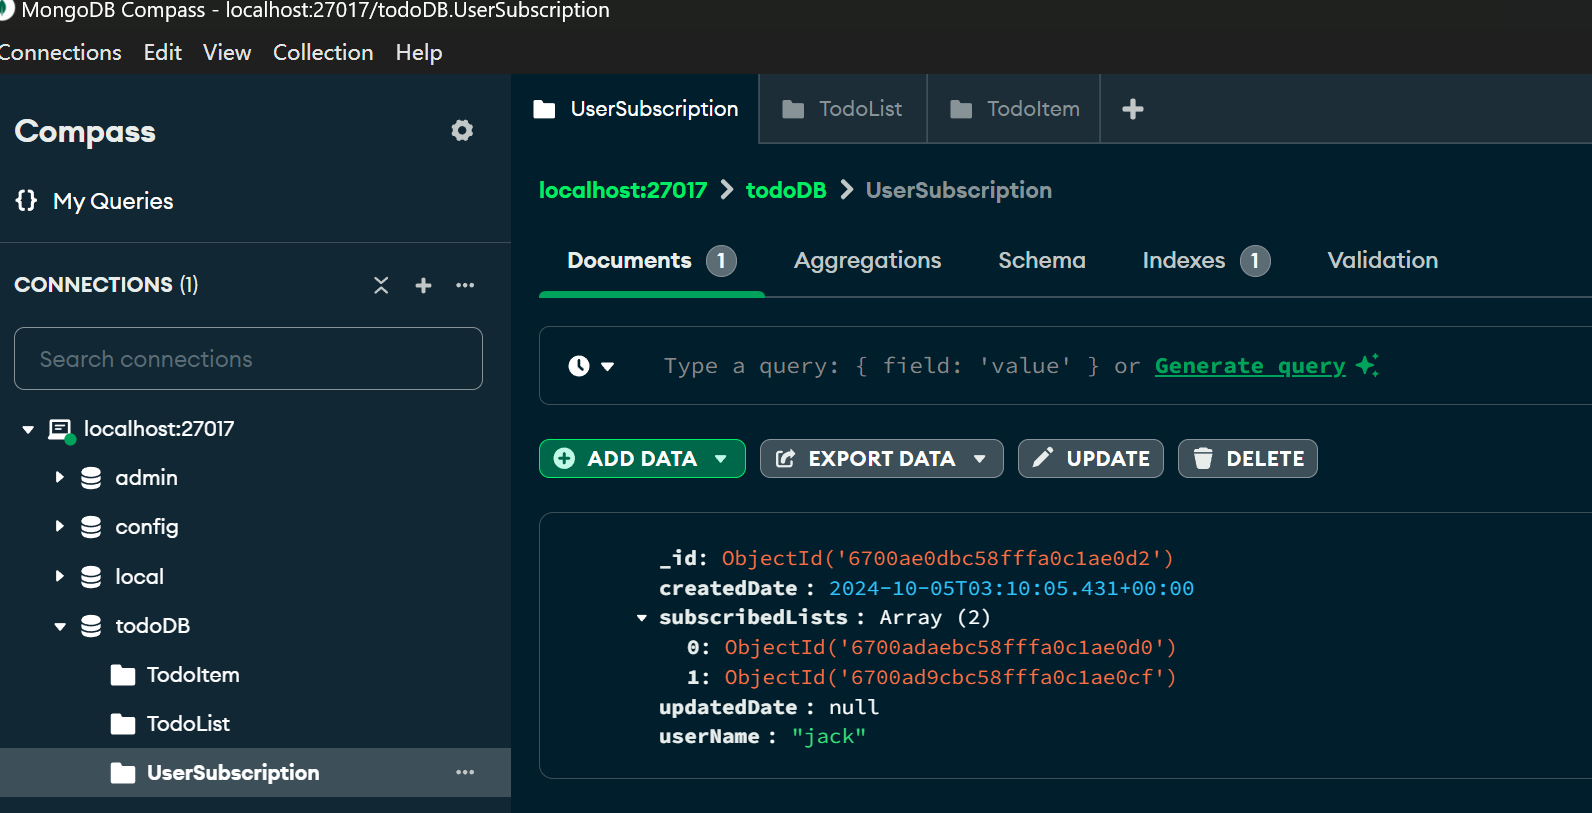 MongoDB Compass - localhost:27017/todoDB.UserSubscription
Connections Edit View Collection Help
Compass
My Queries
CONNECTIONS (1)
Search connections
localhost:27017
admin
config
local
todoDB
TodoItem
TodoList
UserSubscription
UserSubscription TodoList TodoItem
localhost:27017 > todoDB > UserSubscription
Documents 1 Aggregations Schema Indexes 1 Validation
Type a query: { field: 'value' } or Generate query
ADD DATA EXPORT DATA UPDATE DELETE
_id: ObjectId('6700ae0dbc58fffa0c1ae0d2')
createdDate : 2024-10-05T03:10:05.431+00:00
subscribedLists : Array (2)
0: ObjectId('6700adaebc58fffa0c1ae0d0')
1: ObjectId('6700ad9cbc58fffa0c1ae0cf')
updatedDate : null
userName : "jack"